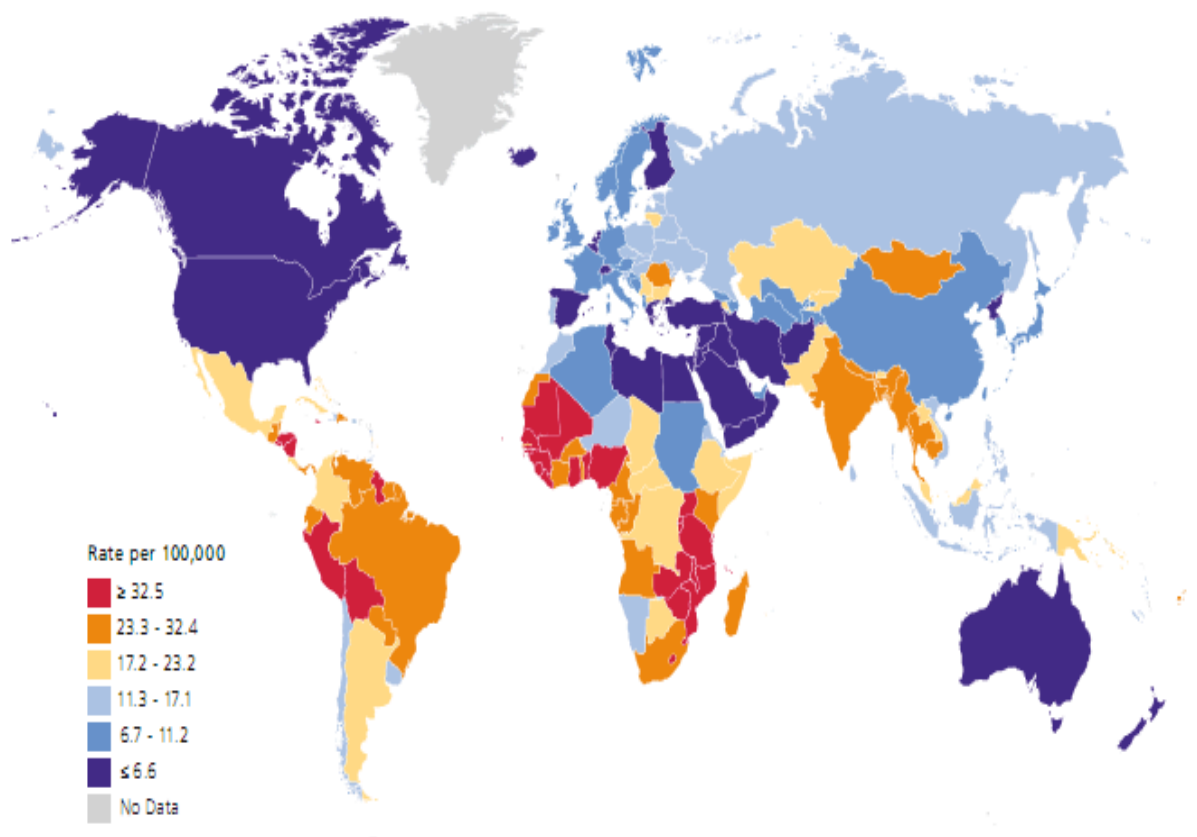 Rate per 100,000
≥ 32.5
23.3 - 32.4
17.2 - 23.2
11.3 - 17.1
6.7 - 11.2
≤ 6.6
No Data